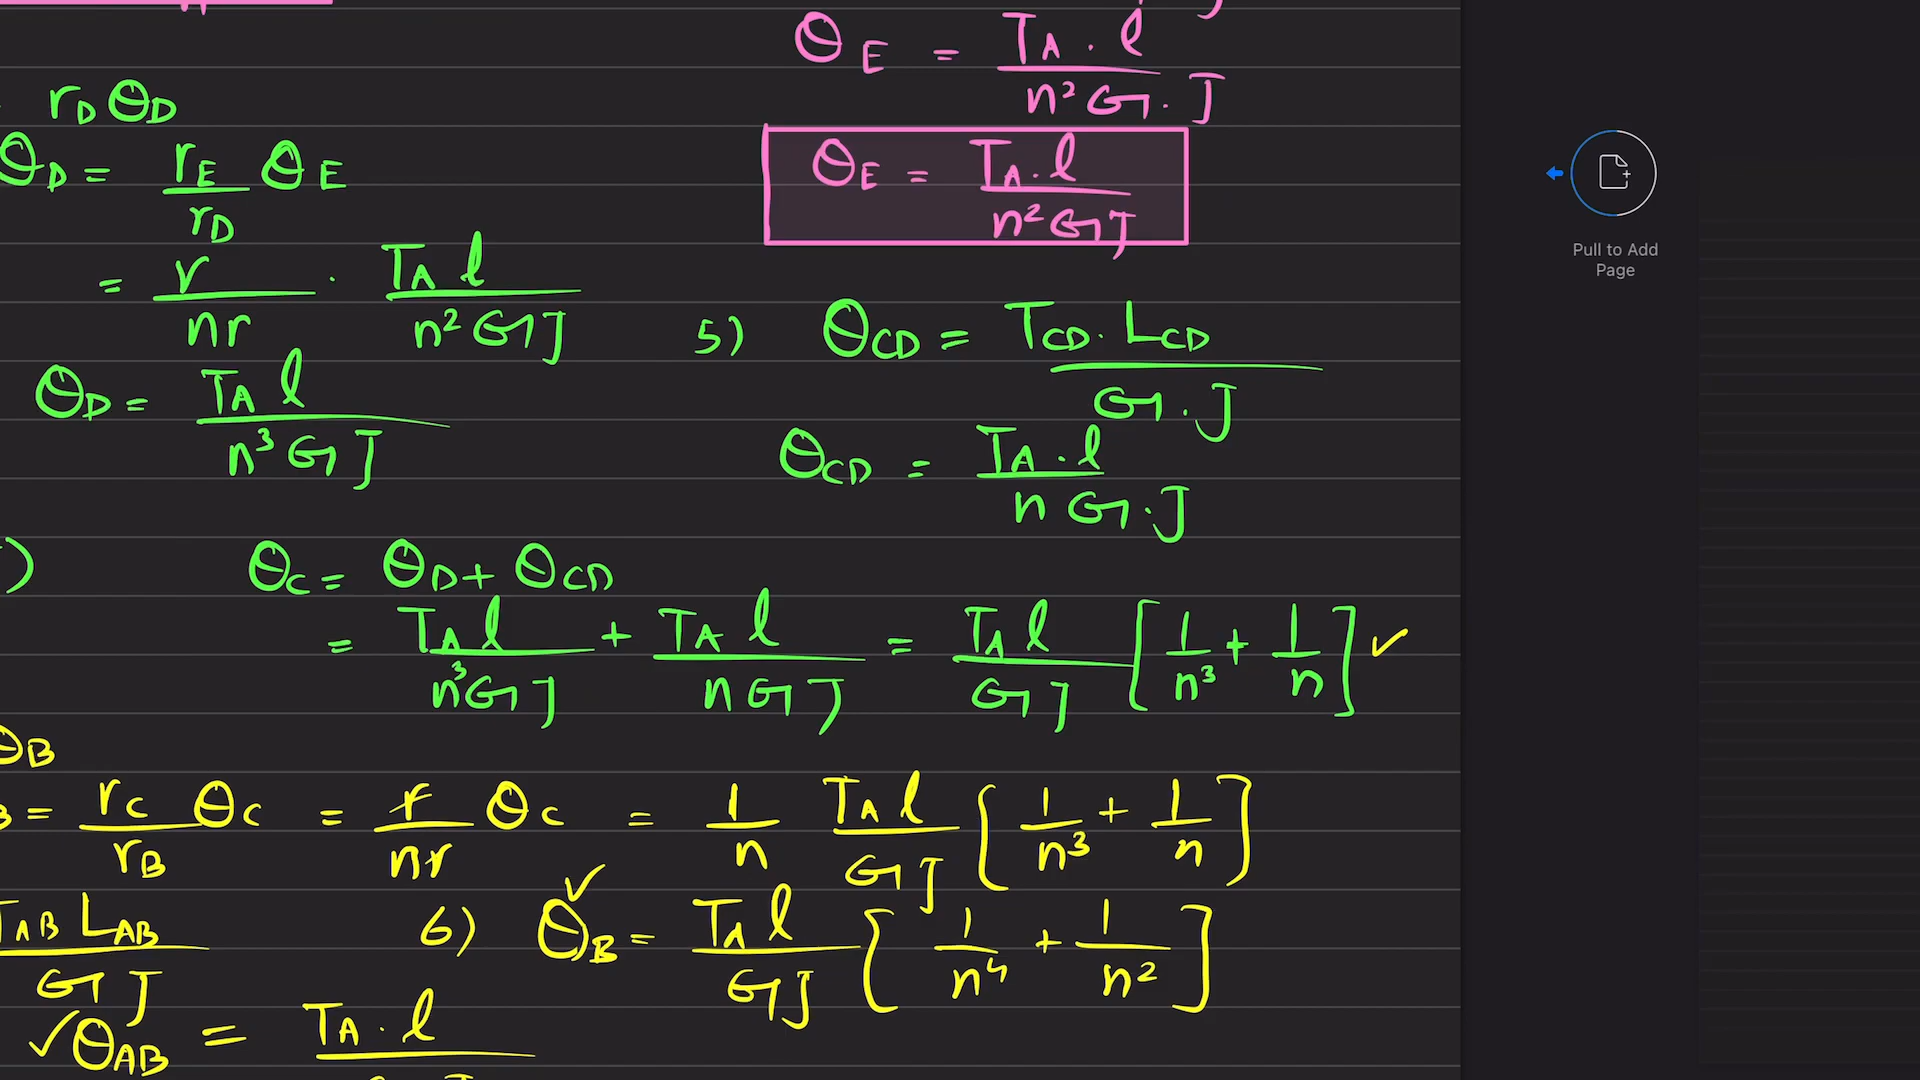 θE = TA . l / n² G . J
rD θD
θD = rE / rD θE
θE = TA . l / n² G J
= r / nr . TA l / n² G J
5) θCD = TCD . LCD / G . J
θD = TA l / n³ G J
θCD = TA . l / n G . J
) θC = θD + θCD
= TA l / n³ G J + TA l / n G J = TA l / G J [ 1/n³ + 1/n ] ✓
θB
B = rC / rB θC = r / nr θC = 1/n TA l / G J [ 1/n³ + 1/n ]
TAB LAB / G J
6) ✓ θB = TA l / G J [ 1/n⁴ + 1/n² ]
✓ θAB = TA . l
Pull to Add
Page